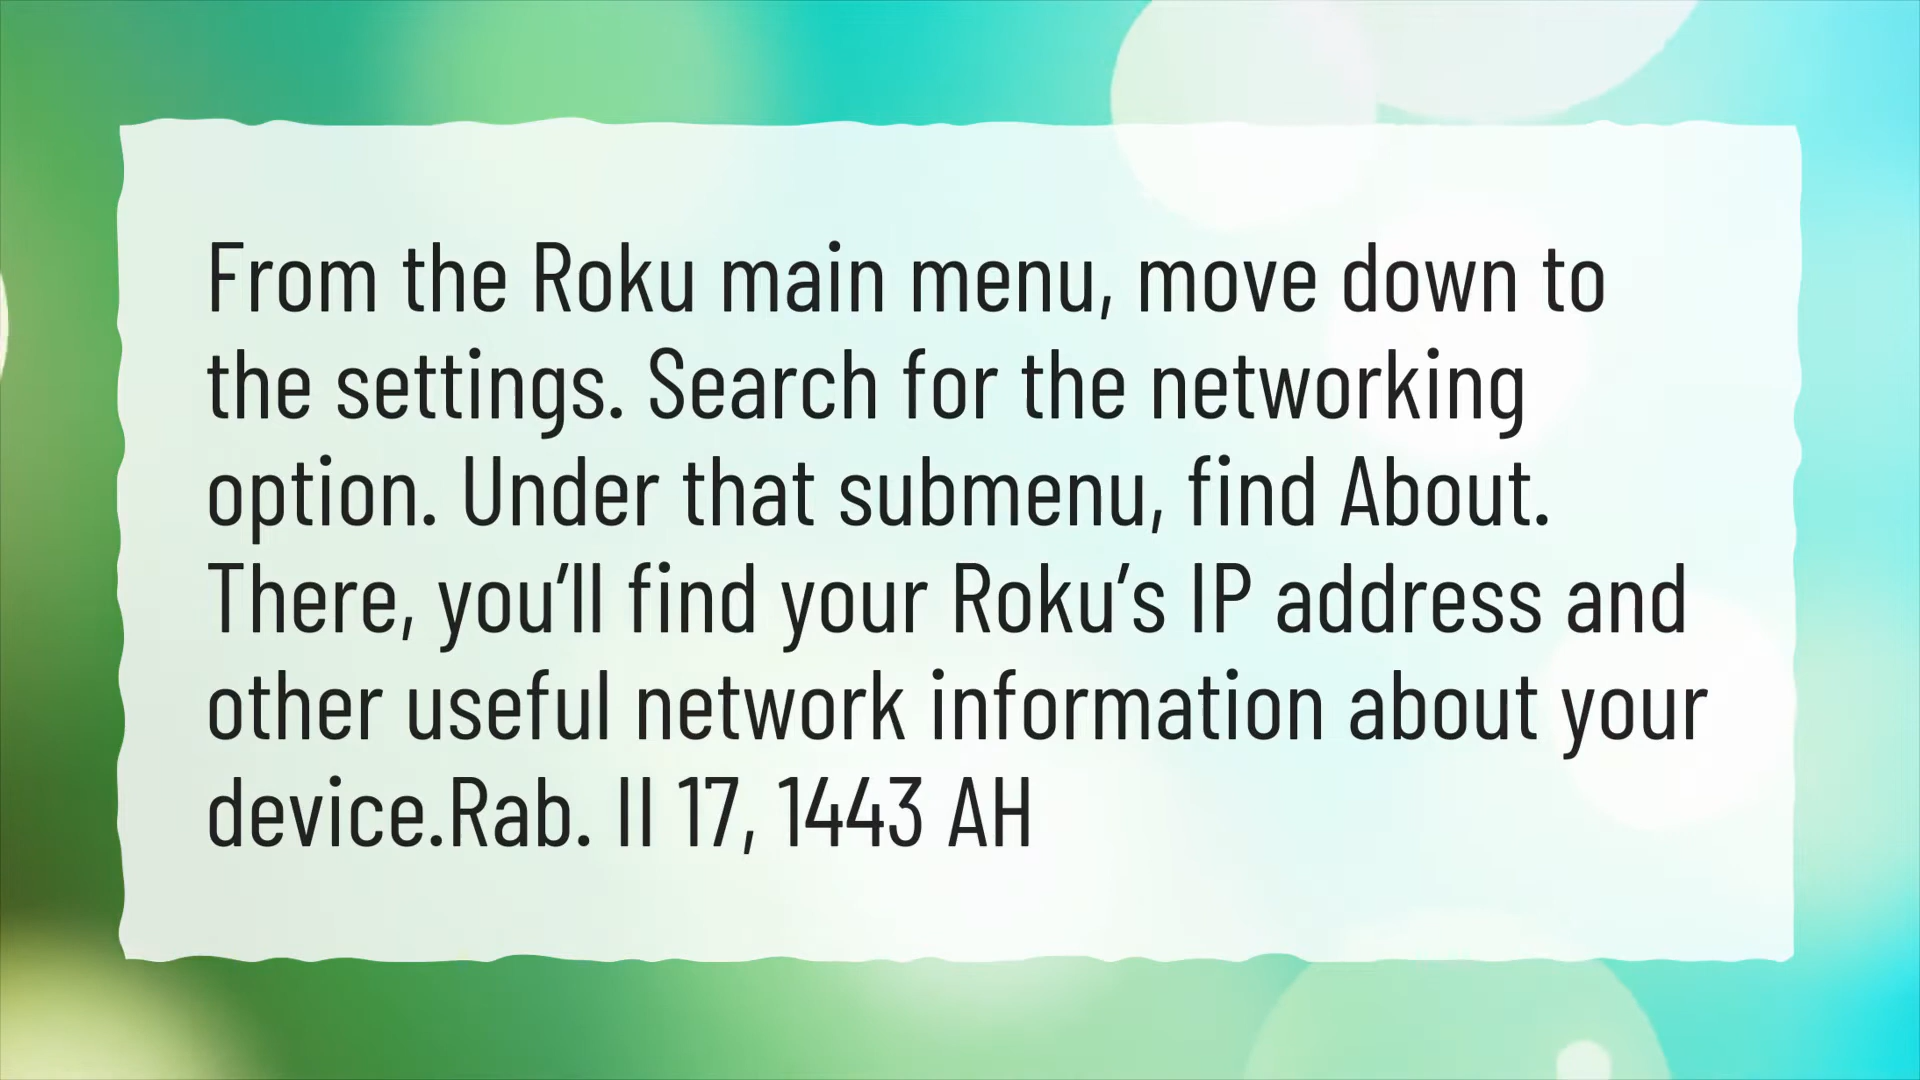 From the Roku main menu, move down to
the settings. Search for the networking
option. Under that submenu, find About.
There, you’ll find your Roku’s IP address and
other useful network information about your
device.Rab. II 17, 1443 AH